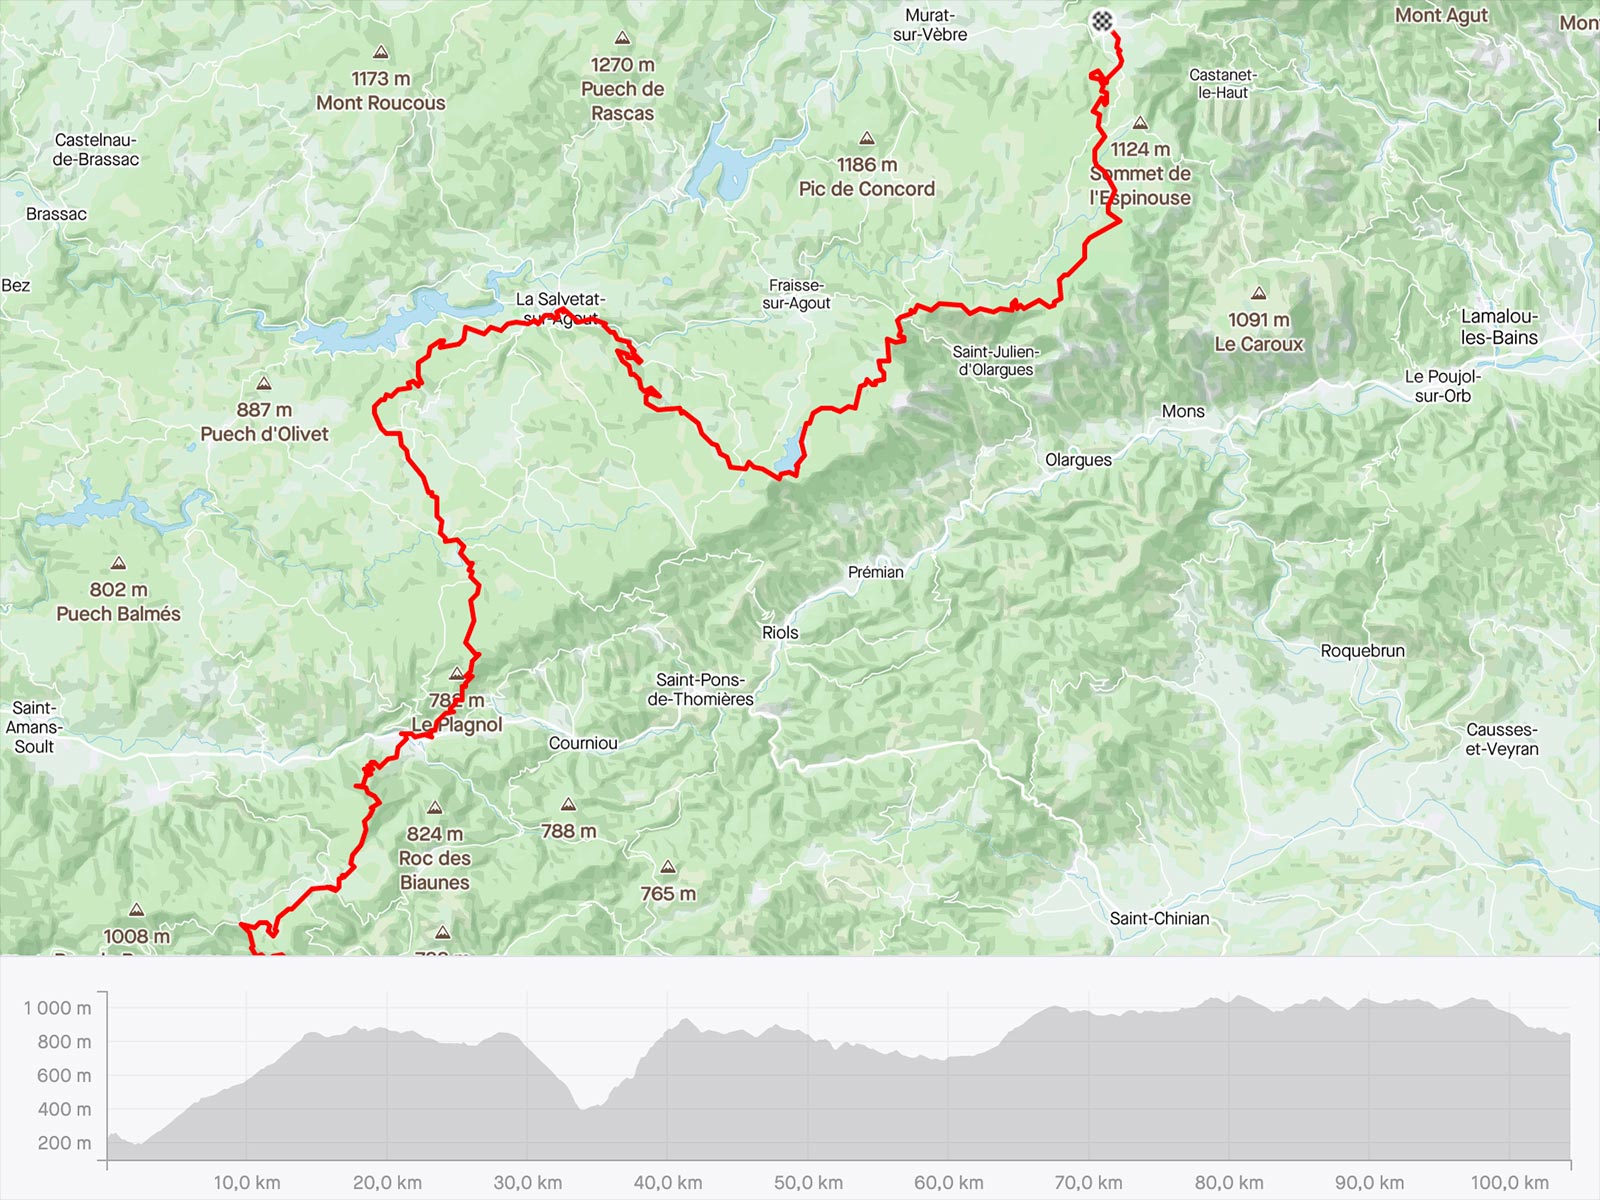 Murat-
sur-Vèbre
Mont Agut
Mon
1173 m
Mont Roucous
1270 m
Puech de
Rascas
Castanet-
le-Haut
Castelnau-
de-Brassac
1186 m
Pic de Concord
1124 m
Sommet de
l'Espinouse
Brassac
Bez
La Salvetat-
sur-Agout
Fraisse-
sur-Agout
1091 m
Le Caroux
Lamalou-
les-Bains
Saint-Julien-
d'Olargues
887 m
Puech d'Olivet
Le Poujol-
sur-Orb
Mons
Olargues
802 m
Puech Balmés
Prémian
Riols
Roquebrun
Saint-Pons-
de-Thomières
788 m
Le Plagnol
Saint-
Amans-
Soult
Courniou
Causses-
et-Veyran
824 m
Roc des
Biaunes
788 m
765 m
Saint-Chinian
1008 m
1 000 m
800 m
600 m
400 m
200 m
10,0 km
20,0 km
30,0 km
40,0 km
50,0 km
60,0 km
70,0 km
80,0 km
90,0 km
100,0 km